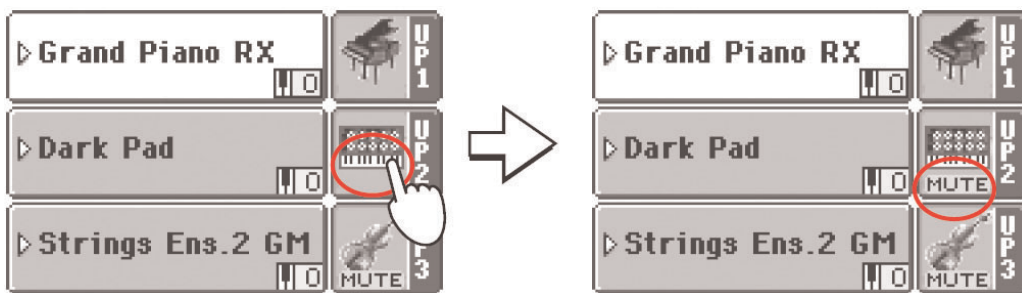 Grand Piano RX
0
UP1
Dark Pad
0
UP2
Strings Ens.2 GM
0
MUTE
UP3
Grand Piano RX
0
UP1
Dark Pad
0
MUTE
UP2
Strings Ens.2 GM
0
MUTE
UP3